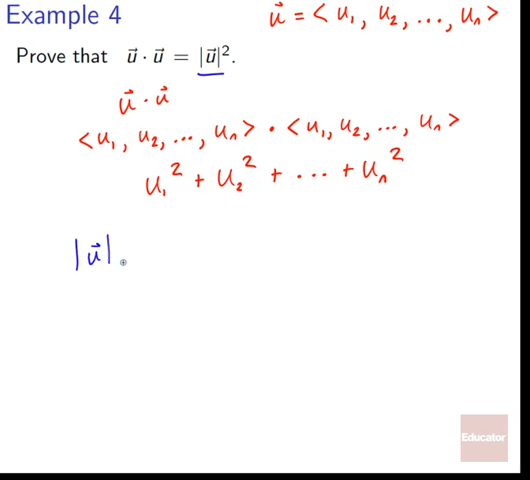 Example 4
u⃗ = < u₁, u₂, ..., uₙ >
Prove that u⃗ · u⃗ = |u⃗|².
u⃗ · u⃗
< u₁, u₂, ..., uₙ > • < u₁, u₂, ..., uₙ >
u₁² + u₂² + ... + uₙ²
|u⃗|
Educator